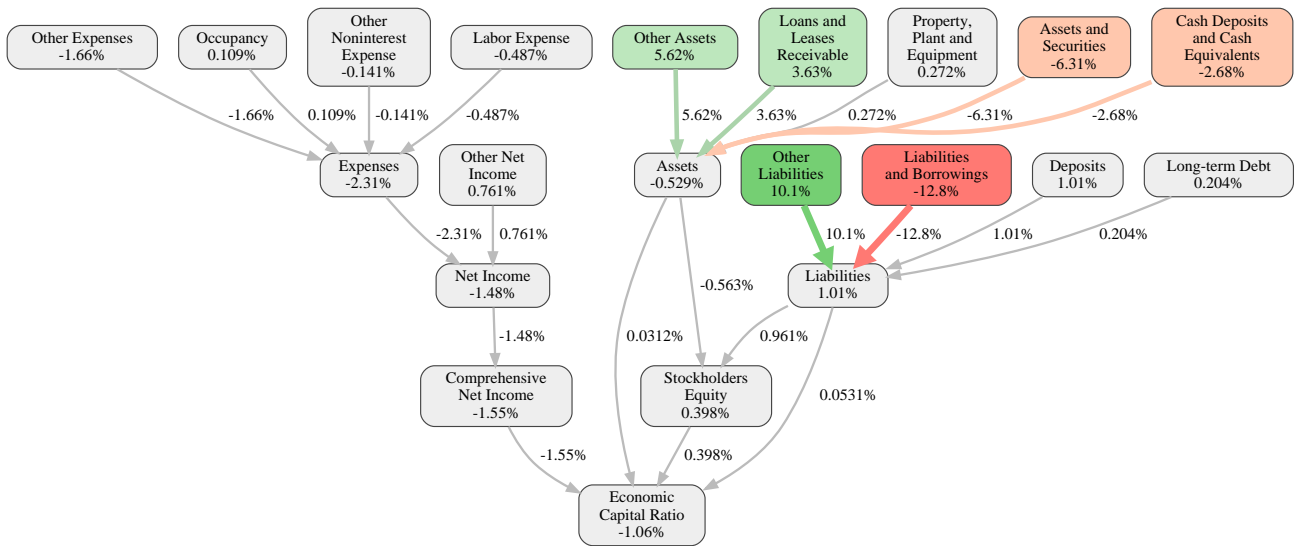 Other Expenses
-1.66%
Occupancy
0.109%
Other
Noninterest
Expense
-0.141%
Labor Expense
-0.487%
Other Assets
5.62%
Loans and
Leases
Receivable
3.63%
Property,
Plant and
Equipment
0.272%
Assets and
Securities
-6.31%
Cash Deposits
and Cash
Equivalents
-2.68%
-1.66%
0.109%
-0.141%
-0.487%
5.62%
3.63%
0.272%
-6.31%
-2.68%
Expenses
-2.31%
Other Net
Income
0.761%
Assets
-0.529%
Other
Liabilities
10.1%
Liabilities
and Borrowings
-12.8%
Deposits
1.01%
Long-term Debt
0.204%
-2.31%
0.761%
10.1%
-12.8%
1.01%
0.204%
Net Income
-1.48%
-0.563%
Liabilities
1.01%
-1.48%
0.0312%
0.961%
Comprehensive
Net Income
-1.55%
Stockholders
Equity
0.398%
0.0531%
-1.55%
0.398%
Economic
Capital Ratio
-1.06%